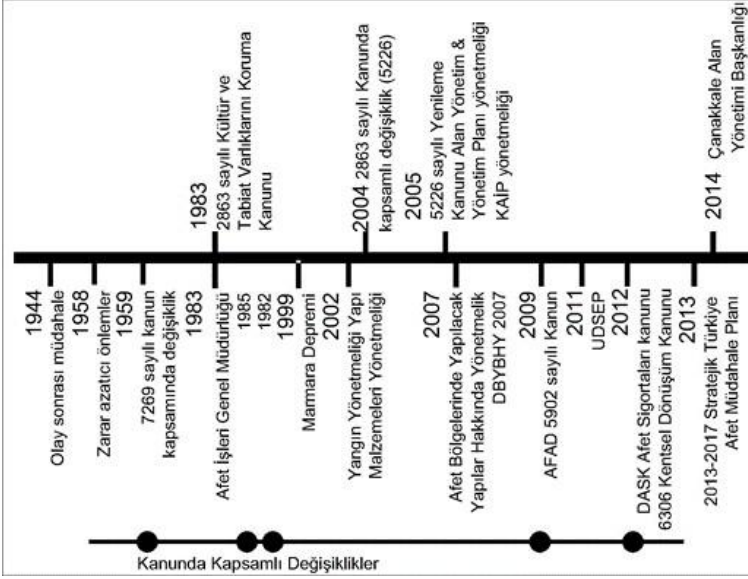 1944
Olay sonrası müdahale
1958
Zarar azatıcı önlemler
1959
7269 sayılı kanun
kapsamında değişiklik
1983
Afet İşleri Genel Müdürlüğü
1985
1982
1999
Marmara Depremi
2002
Yangın Yönetmeliği Yapı
Malzemeleri Yönetmeliği
2007
Afet Bölgelerinde Yapılacak
Yapılar Hakkında Yönetmelik
DBYBHY 2007
2009
AFAD 5902 sayılı Kanun
2011
UDSEP
2012
DASK Afet Sigortaları kanunu
6306 Kentsel Dönüşüm Kanunu
2013
2013-2017 Stratejik Türkiye
Afet Müdahale Planı
1983
2863 sayılı Kültür ve
Tabiat Varlıklarını Koruma
Kanunu
2004 2863 sayılı Kanunda
kapsamlı değişiklik (5226)
2005
5226 sayılı Yenileme
Kanunu Alan Yönetim &
Yönetim Planı yönetmeliği
KAİP yönetmeliği
2014
Çanakkale Alan
Yönetimi Başkanlığı
Kanunda Kapsamlı Değişiklikler